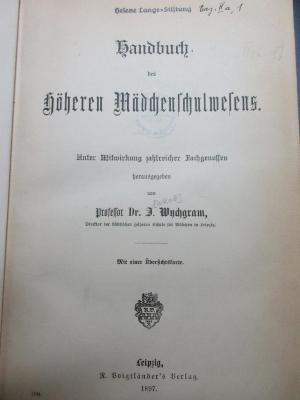 Helene Lange-Stiftung
Handbuch
des
Höheren Mädchenschulwesens.
Unter Mitwirkung zahlreicher Fachgenossen
herausgegeben
von
Professor Dr. J. Wychgram,
Direktor der städtischen höheren Schule für Mädchen in Leipzig.
Mit einer Übersichtskarte.
Leipzig,
R. Voigtländer's Verlag.
1897.